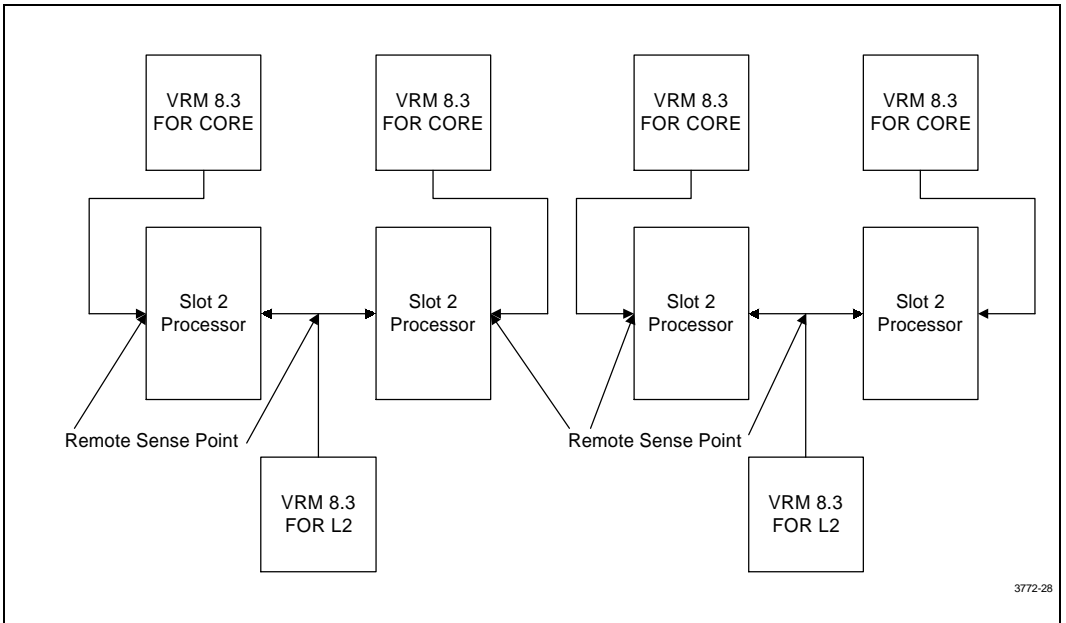 VRM 8.3
FOR CORE
VRM 8.3
FOR CORE
VRM 8.3
FOR CORE
VRM 8.3
FOR CORE
Slot 2
Processor
Slot 2
Processor
Slot 2
Processor
Slot 2
Processor
Remote Sense Point
Remote Sense Point
VRM 8.3
FOR L2
VRM 8.3
FOR L2
3772-28